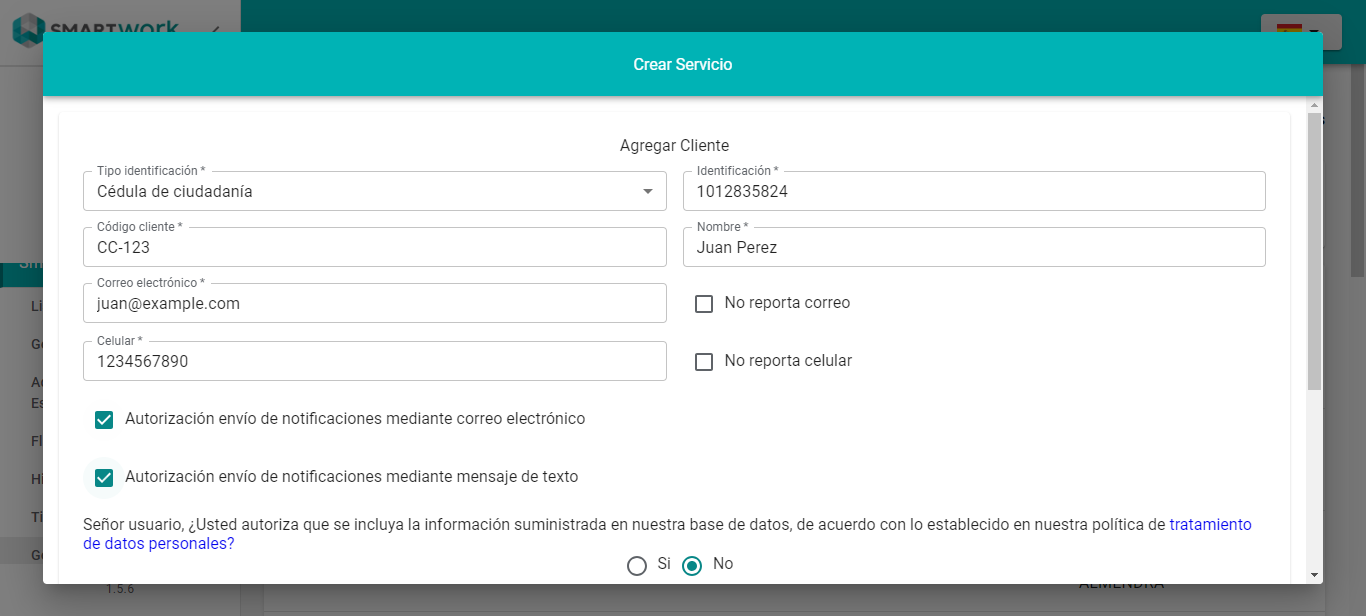 SMARTWORK
Crear Servicio
Agregar Cliente
Tipo identificación *
Cédula de ciudadanía
Identificación *
1012835824
Código cliente *
CC-123
Nombre *
Juan Perez
Correo electrónico *
juan@example.com
No reporta correo
Celular *
1234567890
No reporta celular
Autorización envío de notificaciones mediante correo electrónico
Autorización envío de notificaciones mediante mensaje de texto
Señor usuario, ¿Usted autoriza que se incluya la información suministrada en nuestra base de datos, de acuerdo con lo establecido en nuestra política de tratamiento
de datos personales?
Si No
1.5.6
ALMENDRA